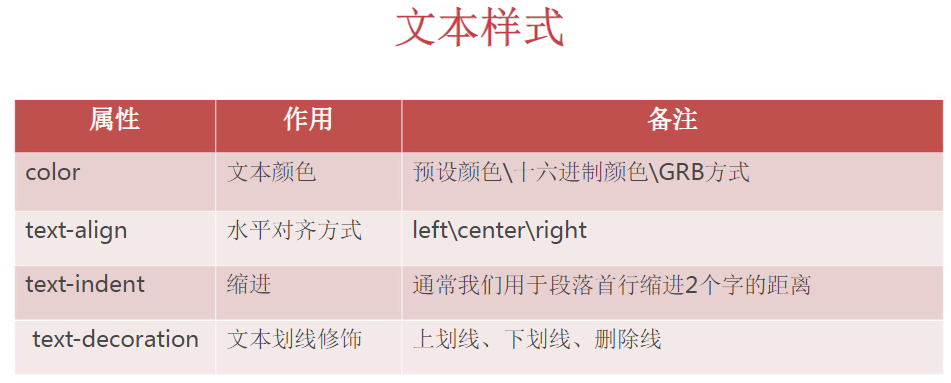 文本样式
属性 作用 备注
color 文本颜色 预设颜色\十六进制颜色\GRB方式
text-align 水平对齐方式 left\center\right
text-indent 缩进 通常我们用于段落首行缩进2个字的距离
text-decoration 文本划线修饰 上划线、下划线、删除线